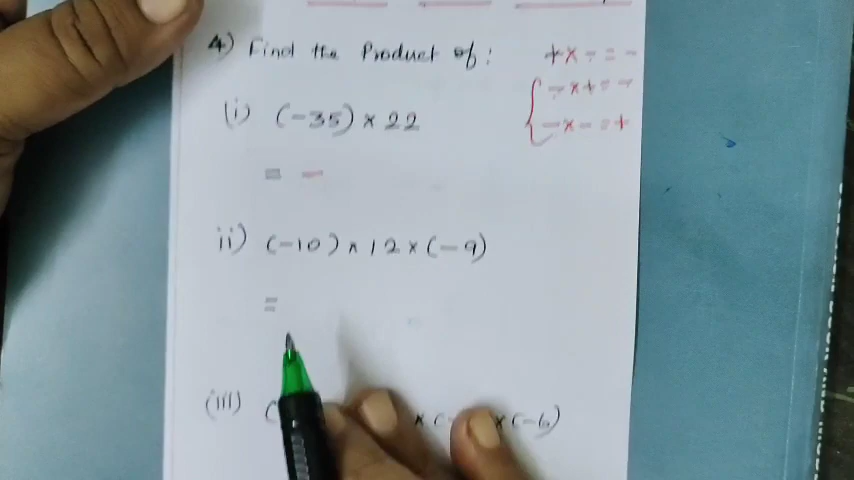 4) Find the Product of: + x - = -
- x + = -
(i) (-35) x 22
- x - = +
= -
ii) (-10) x 12 x (-9)
=
(iii) ( x (- x (-6)